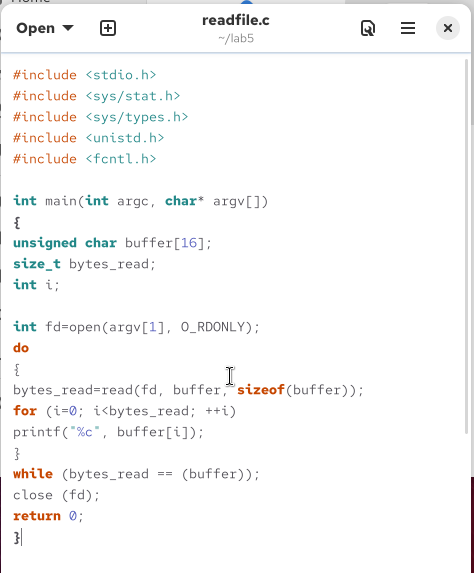 Open
readfile.c
~/lab5
#include <stdio.h>
#include <sys/stat.h>
#include <sys/types.h>
#include <unistd.h>
#include <fcntl.h>
int main(int argc, char* argv[])
{
unsigned char buffer[16];
size_t bytes_read;
int i;
int fd=open(argv[1], O_RDONLY);
do
{
bytes_read=read(fd, buffer, sizeof(buffer));
for (i=0; i<bytes_read; ++i)
printf("%c", buffer[i]);
}
while (bytes_read == (buffer));
close (fd);
return 0;
}